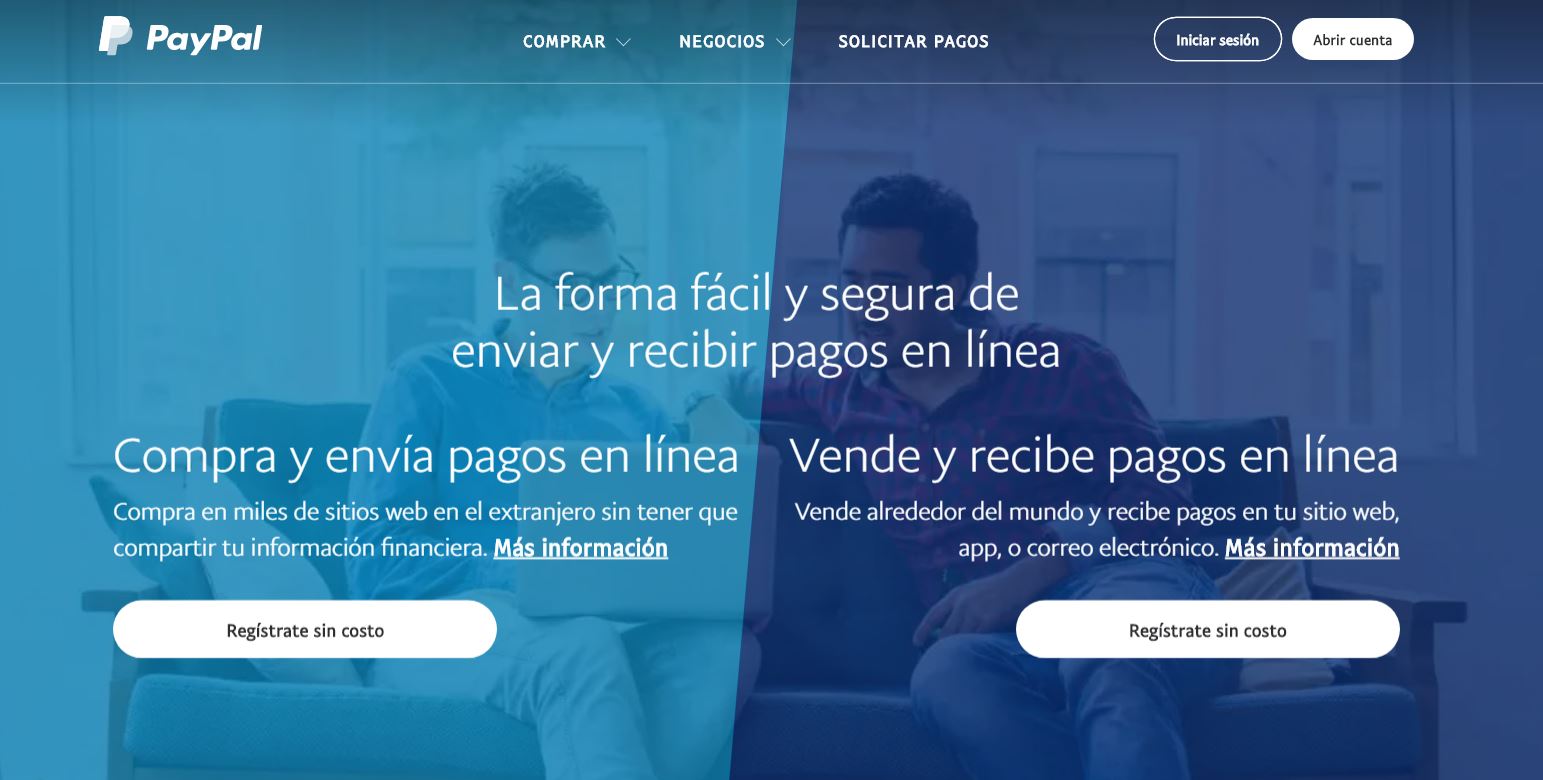 PayPal
COMPRAR
NEGOCIOS
SOLICITAR PAGOS
Iniciar sesión
Abrir cuenta
La forma fácil y segura de
enviar y recibir pagos en línea
Compra y envía pagos en línea
Compra en miles de sitios web en el extranjero sin tener que
compartir tu información financiera. Más información
Regístrate sin costo
Vende y recibe pagos en línea
Vende alrededor del mundo y recibe pagos en tu sitio web,
app, o correo electrónico. Más información
Regístrate sin costo